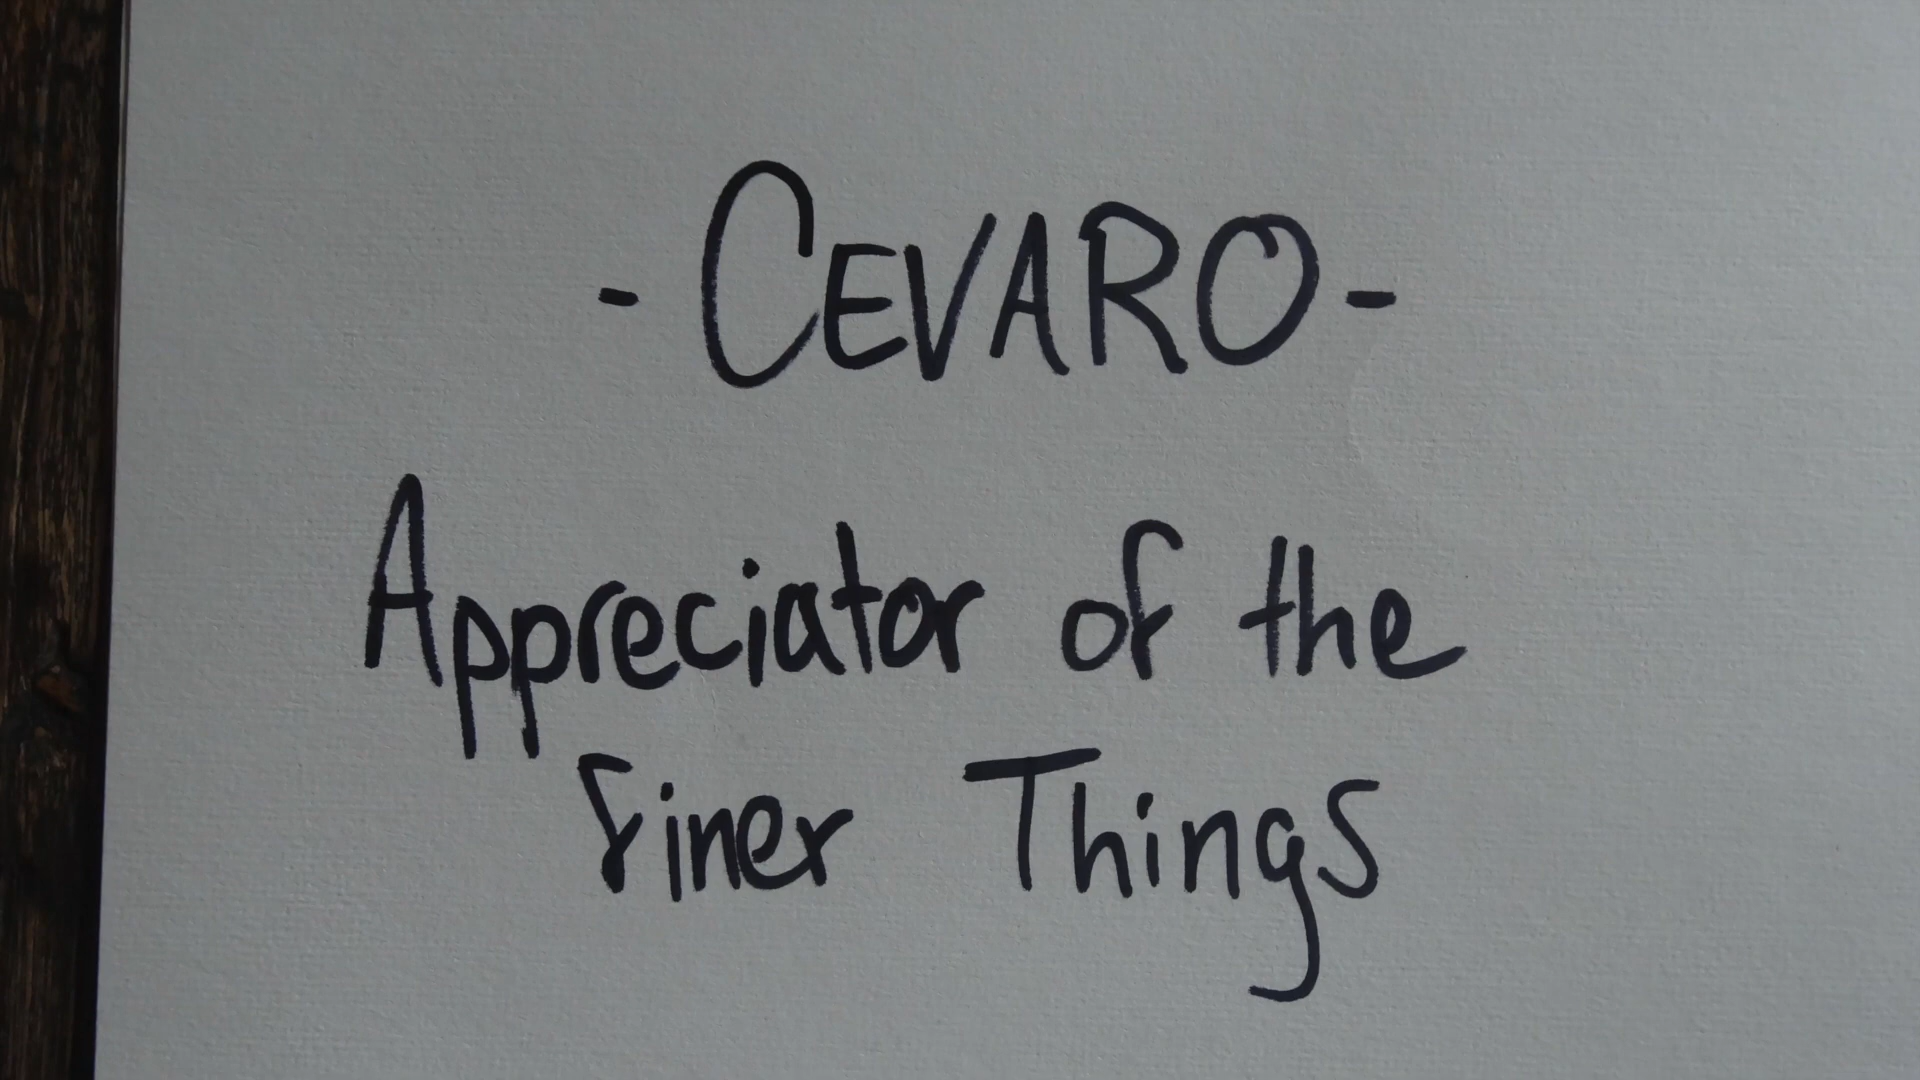 - CEVARO -
Appreciator of the
finer Things